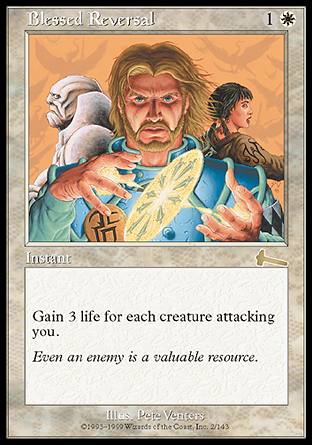 Blessed Reversal 1
Instant
Gain 3 life for each creature attacking
you.
Even an enemy is a valuable resource.
Illus. Pete Venters
©1993-1999 Wizards of the Coast, Inc. 2/143